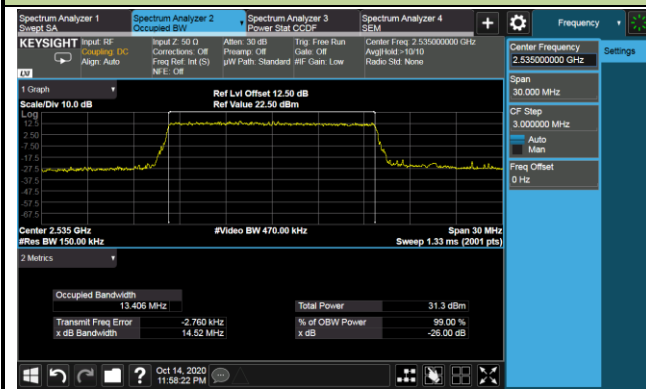 Spectrum Analyzer 1
Swept SA
Spectrum Analyzer 2
Occupied BW
Spectrum Analyzer 3
Power Stat CCDF
Spectrum Analyzer 4
SEM
+
Frequency
KEYSIGHT
Input: RF
Coupling: DC
Align: Auto
Input Z: 50 Ω
Corrections: Off
Freq Ref: Int (S)
NFE: Off
Atten: 30 dB
Preamp: Off
µW Path: Standard
Trig: Free Run
Gate: Off
#IF Gain: Low
Center Freq: 2.535000000 GHz
Avg|Hold:>10/10
Radio Std: None
LXI
Center Frequency
2.535000000 GHz
Settings
Span
30.000 MHz
CF Step
3.000000 MHz
Auto
Man
Freq Offset
0 Hz
1 Graph
Scale/Div 10.0 dB
Ref Lvl Offset 12.50 dB
Ref Value 22.50 dBm
Log
12.5
2.50
-7.50
-17.5
-27.5
-37.5
-47.5
-57.5
-67.5
Center 2.535 GHz
#Res BW 150.00 kHz
#Video BW 470.00 kHz
Span 30 MHz
Sweep 1.33 ms (2001 pts)
2 Metrics
Occupied Bandwidth
13.406 MHz
Total Power 31.3 dBm
Transmit Freq Error -2.760 kHz
% of OBW Power 99.00 %
x dB Bandwidth 14.52 MHz
x dB -26.00 dB
?
Oct 14, 2020
11:58:22 PM